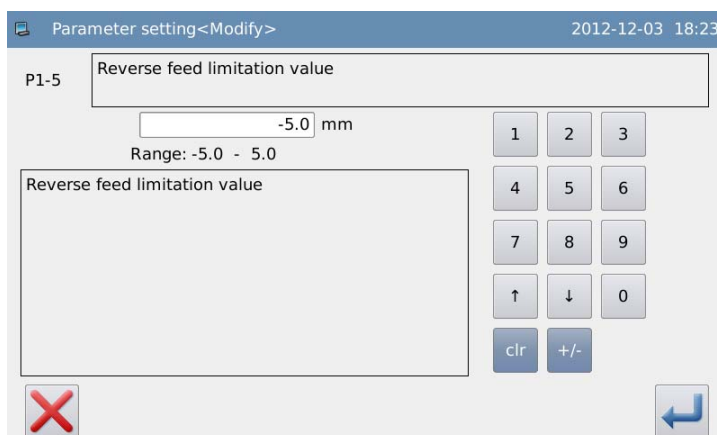 Parameter setting<Modify> 2012-12-03 18:23
P1-5 Reverse feed limitation value
-5.0 mm
Range: -5.0 - 5.0
Reverse feed limitation value
1 2 3
4 5 6
7 8 9
↑ ↓ 0
clr +/-